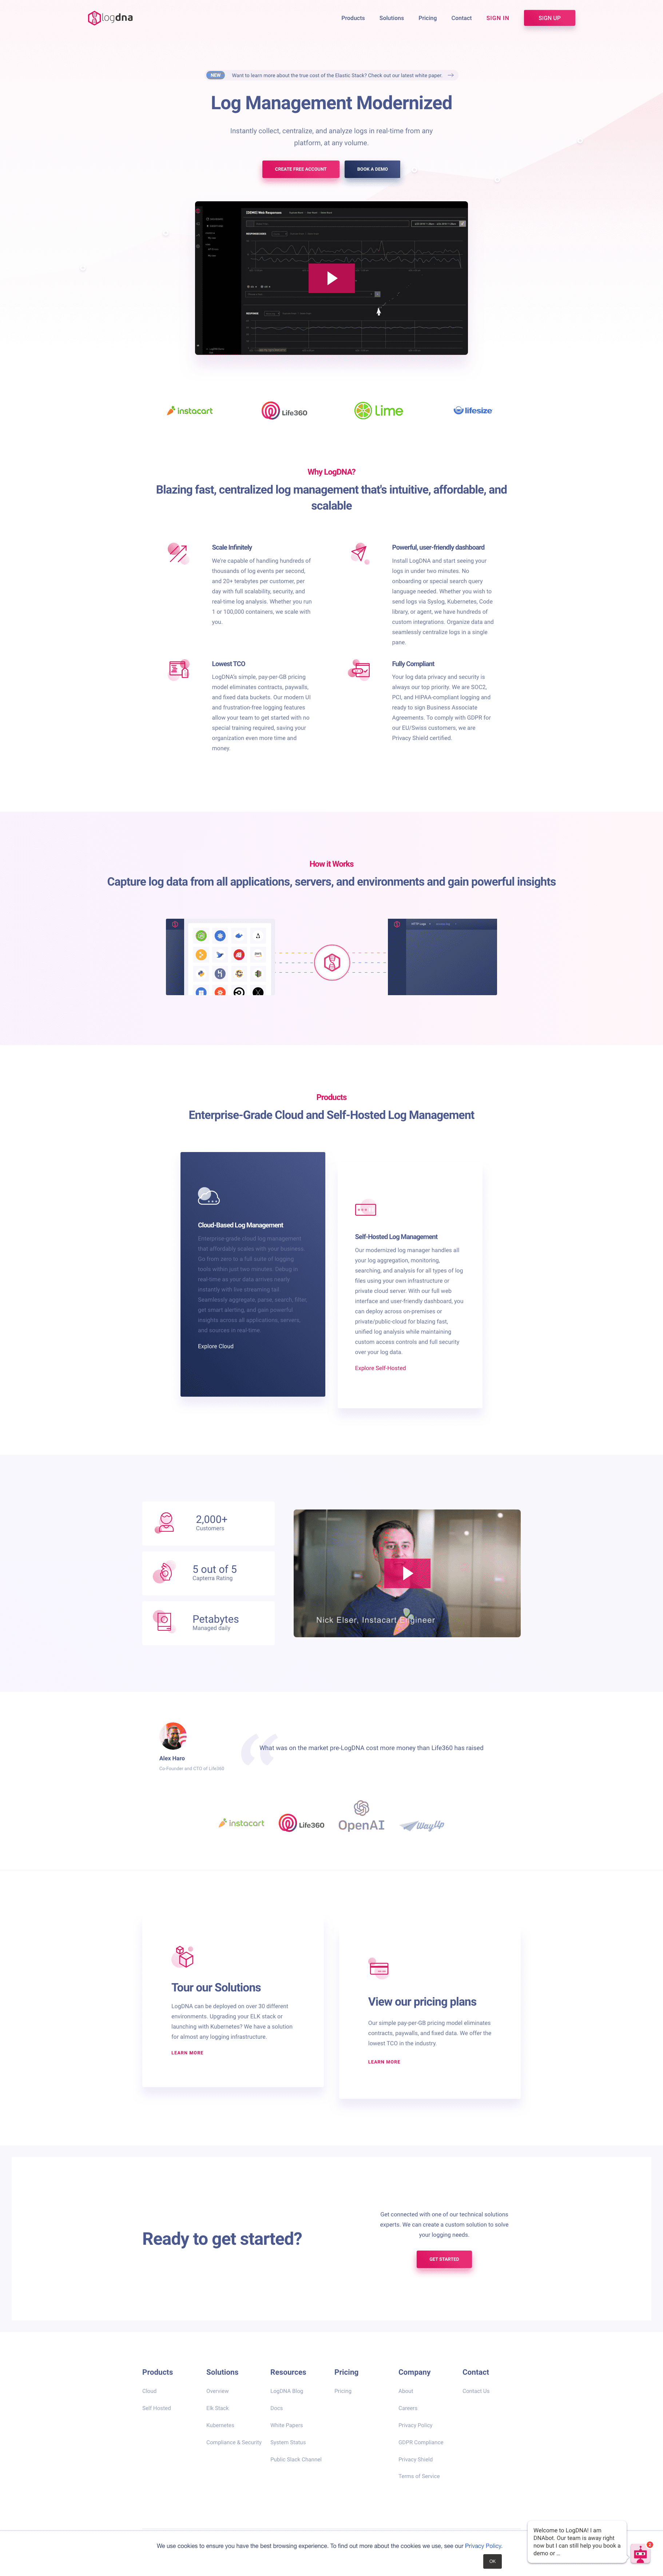 logdna
Products
Solutions
Pricing
Contact
SIGN IN
SIGN UP
NEW
Want to learn more about the true cost of the Elastic Stack? Check out our latest white paper.
Log Management Modernized
Instantly collect, centralize, and analyze logs in real-time from any
platform, at any volume.
CREATE FREE ACCOUNT
BOOK A DEMO
[DEMO] Web Responses
instacart
Life360
Lime
lifesize
Why LogDNA?
Blazing fast, centralized log management that's intuitive, affordable, and
scalable
Scale Infinitely
We're capable of handling hundreds of
thousands of log events per second,
and 20+ terabytes per customer, per
day with full scalability, security, and
real-time log analysis. Whether you run
1 or 100,000 containers, we scale with
you.
Powerful, user-friendly dashboard
Install LogDNA and start seeing your
logs in under two minutes. No
onboarding or special search query
language needed. Whether you wish to
send logs via Syslog, Kubernetes, Code
library, or agent, we have hundreds of
custom integrations. Organize data and
seamlessly centralize logs in a single
pane.
Lowest TCO
LogDNA's simple, pay-per-GB pricing
model eliminates contracts, paywalls,
and fixed data buckets. Our modern UI
and frustration-free logging features
allow your team to get started with no
special training required, saving your
organization even more time and
money.
Fully Compliant
Your log data privacy and security is
always our top priority. We are SOC2,
PCI, and HIPAA-compliant logging and
ready to sign Business Associate
Agreements. To comply with GDPR for
our EU/Swiss customers, we are
Privacy Shield certified.
How it Works
Capture log data from all applications, servers, and environments and gain powerful insights
Products
Enterprise-Grade Cloud and Self-Hosted Log Management
Cloud-Based Log Management
Enterprise-grade cloud log management
that affordably scales with your business.
Go from zero to a full suite of logging
tools within just two minutes. Debug in
real-time as your data arrives nearly
instantly with live streaming tail.
Seamlessly aggregate, parse, search, filter,
get smart alerting, and gain powerful
insights across all applications, servers,
and sources in real-time.
Explore Cloud
Self-Hosted Log Management
Our modernized log manager handles all
your log aggregation, monitoring,
searching, and analysis for all types of log
files using your own infrastructure or
private cloud server. With our full web
interface and user-friendly dashboard, you
can deploy across on-premises or
private/public-cloud for blazing fast,
unified log analysis while maintaining
custom access controls and full security
over your log data.
Explore Self-Hosted
2,000+
Customers
5 out of 5
Capterra Rating
Petabytes
Managed daily
Nick Elser, Instacart Engineer
Alex Haro
Co-Founder and CTO of Life360
What was on the market pre-LogDNA cost more money than Life360 has raised
instacart
Life360
OpenAI
WayUp
Tour our Solutions
LogDNA can be deployed on over 30 different
environments. Upgrading your ELK stack or
launching with Kubernetes? We have a solution
for almost any logging infrastructure.
LEARN MORE
View our pricing plans
Our simple pay-per-GB pricing model eliminates
contracts, paywalls, and fixed data. We offer the
lowest TCO in the industry.
LEARN MORE
Ready to get started?
Get connected with one of our technical solutions
experts. We can create a custom solution to solve
your logging needs.
GET STARTED
Products
Cloud
Self Hosted
Solutions
Overview
Elk Stack
Kubernetes
Compliance & Security
Resources
LogDNA Blog
Docs
White Papers
System Status
Public Slack Channel
Pricing
Pricing
Company
About
Careers
Privacy Policy
GDPR Compliance
Privacy Shield
Terms of Service
Contact
Contact Us
We use cookies to ensure you have the best browsing experience. To find out more about the cookies we use, see our Privacy Policy.
OK
Welcome to LogDNA! I am
DNAbot. Our team is away right
now but I can still help you book a
demo or ...
2